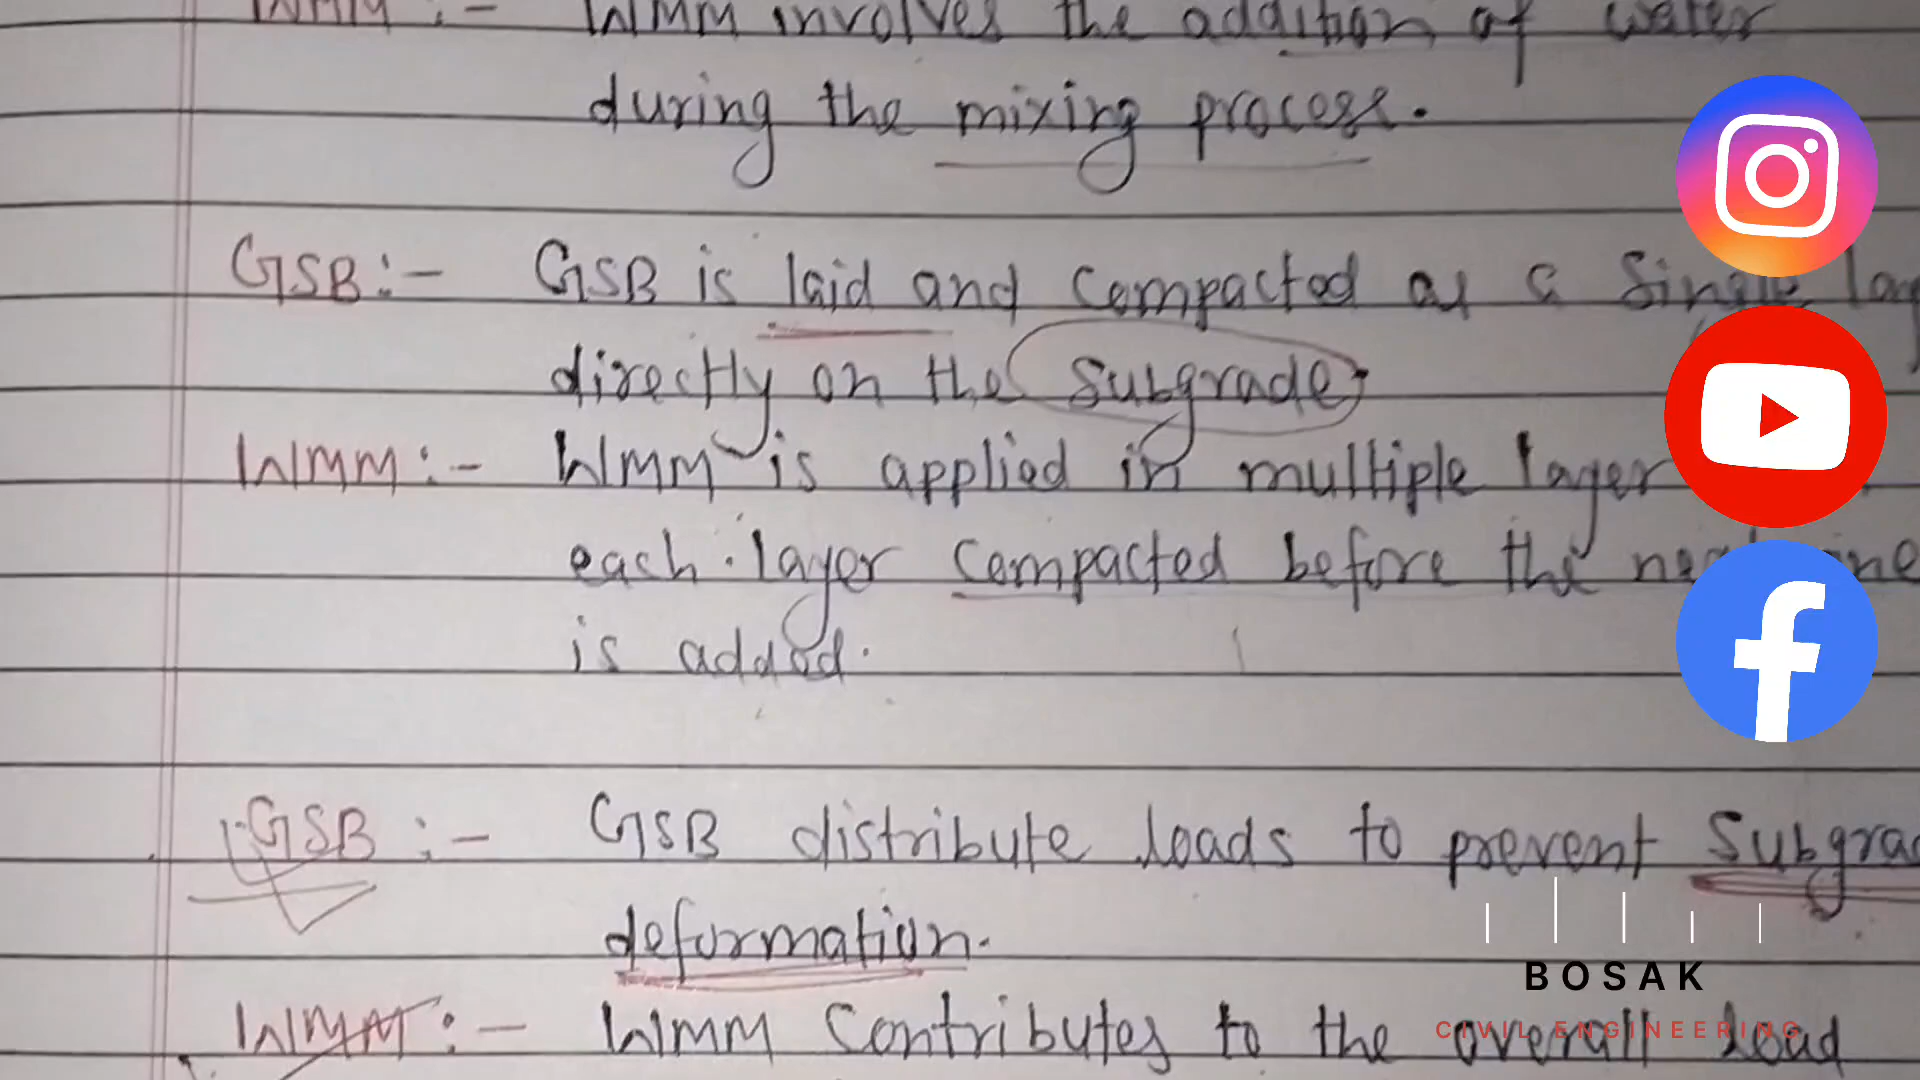 WMM :- WMM involves the addition of water
during the mixing process.
GSB :- GSB is laid and compacted as a Single
directly on the Subgrade,
WMM :- WMM is applied in multiple layer
each layer compacted before the
is added.
GSB :- GSB distribute loads to prevent
deformation.
WMM :- WMM Contributes to the overall load
BOSAK
CIVIL ENGINEERING